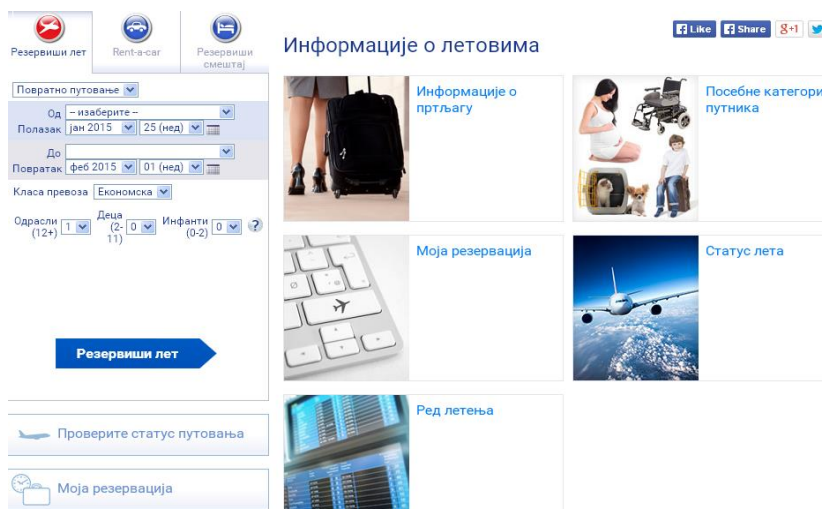 Резервиши лет
Rent-a-car
Резервиши
смештај
Повратно путовање
Од -- изаберите --
Полазак јан 2015 25 (нед)
До
Повратак феб 2015 01 (нед)
Класа превоза Економска
Одрасли
(12+) 1
Деца
(2-
11) 0
Инфанти
(0-2) 0 ?
Резервиши лет
Проверите статус путовања
Моја резервација
Like Share g+1
Информације о летовима
Информације о
пртљагу
Посебне категори
путника
Моја резервација
Статус лета
Ред летења